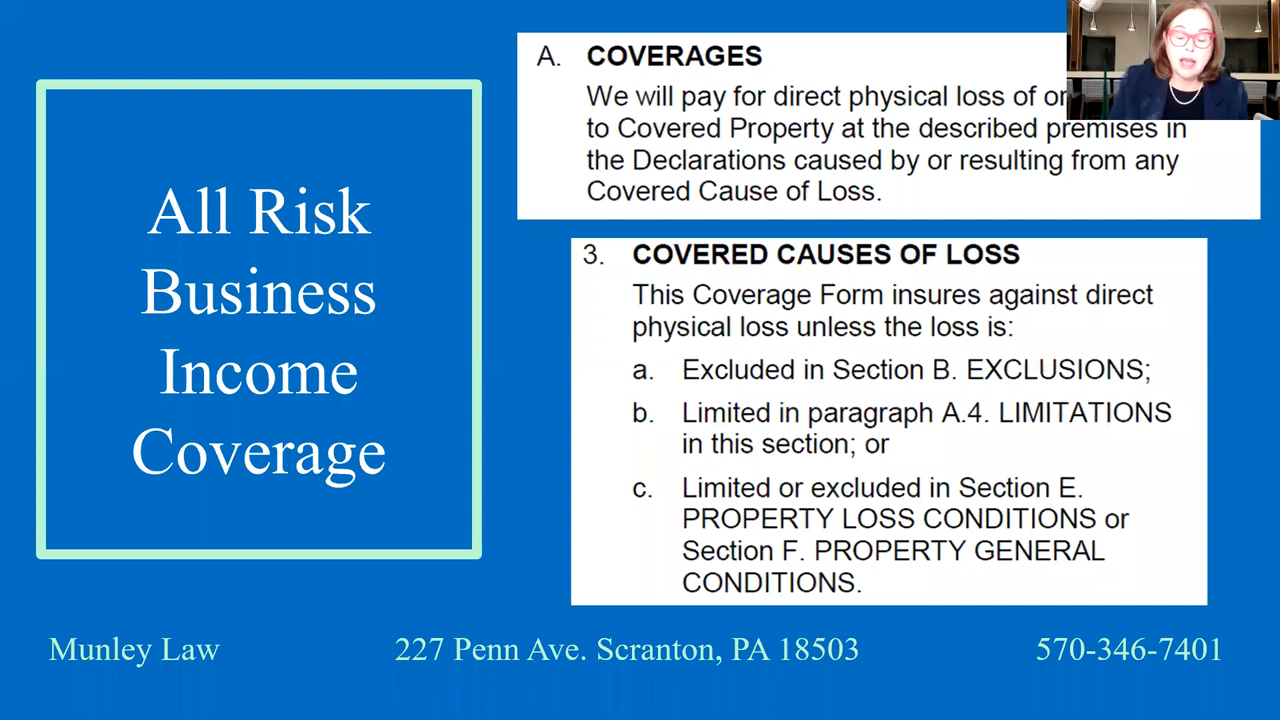 All Risk
Business
Income
Coverage
A. COVERAGES
We will pay for direct physical loss of or
to Covered Property at the described premises in
the Declarations caused by or resulting from any
Covered Cause of Loss.
3. COVERED CAUSES OF LOSS
This Coverage Form insures against direct
physical loss unless the loss is:
a. Excluded in Section B. EXCLUSIONS;
b. Limited in paragraph A.4. LIMITATIONS
in this section; or
c. Limited or excluded in Section E.
PROPERTY LOSS CONDITIONS or
Section F. PROPERTY GENERAL
CONDITIONS.
Munley Law 227 Penn Ave. Scranton, PA 18503 570-346-7401